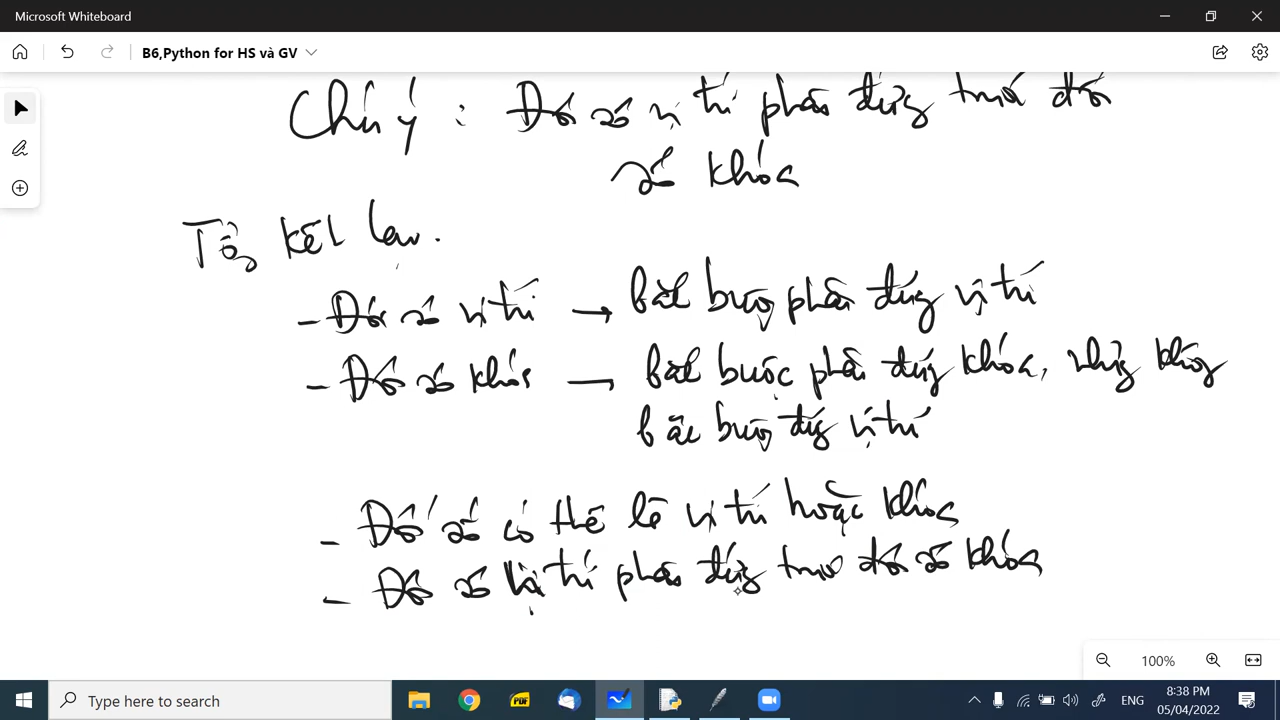 Microsoft Whiteboard
B6,Python for HS và GV
Chú ý : Đối số vị trí phải đứng trước đối
số khóa
Tổng kết lại.
- Đối số vị trí → bắt buộc phải đúng vị trí
- Đối số khóa → bắt buộc phải đúng khóa, nhưng không
bắt buộc đúng vị trí
- Đối số có thể là vị trí hoặc khóa
- Đối số vị trí phải đứng trước đối số khóa
100%
Type here to search
PDF
ENG
8:38 PM
05/04/2022